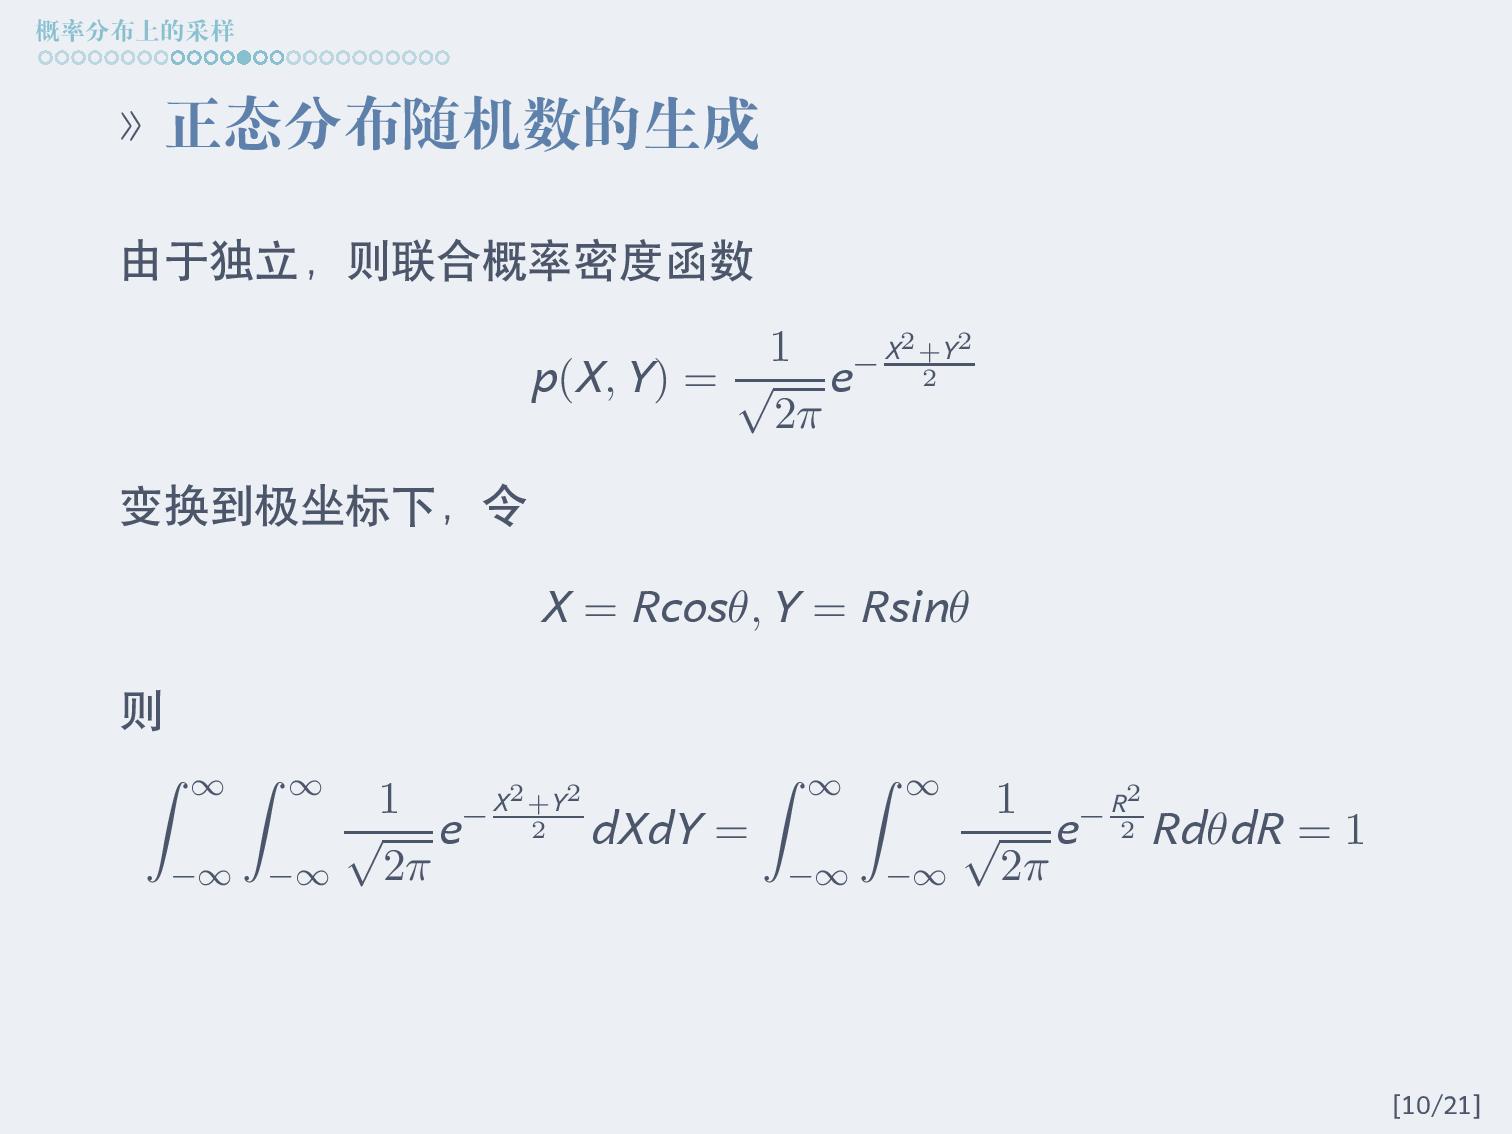 概率分布上的采样
» 正态分布随机数的生成
由于独立，则联合概率密度函数
$p(X, Y) = \frac{1}{\sqrt{2\pi}} e^{-\frac{X^2+Y^2}{2}}$
变换到极坐标下，令
$X = Rcos\theta, Y = Rsin\theta$
则
$\int_{-\infty}^{\infty} \int_{-\infty}^{\infty} \frac{1}{\sqrt{2\pi}} e^{-\frac{X^2+Y^2}{2}} dXdY = \int_{-\infty}^{\infty} \int_{-\infty}^{\infty} \frac{1}{\sqrt{2\pi}} e^{-\frac{R^2}{2}} Rd\theta dR = 1$
[10/21]